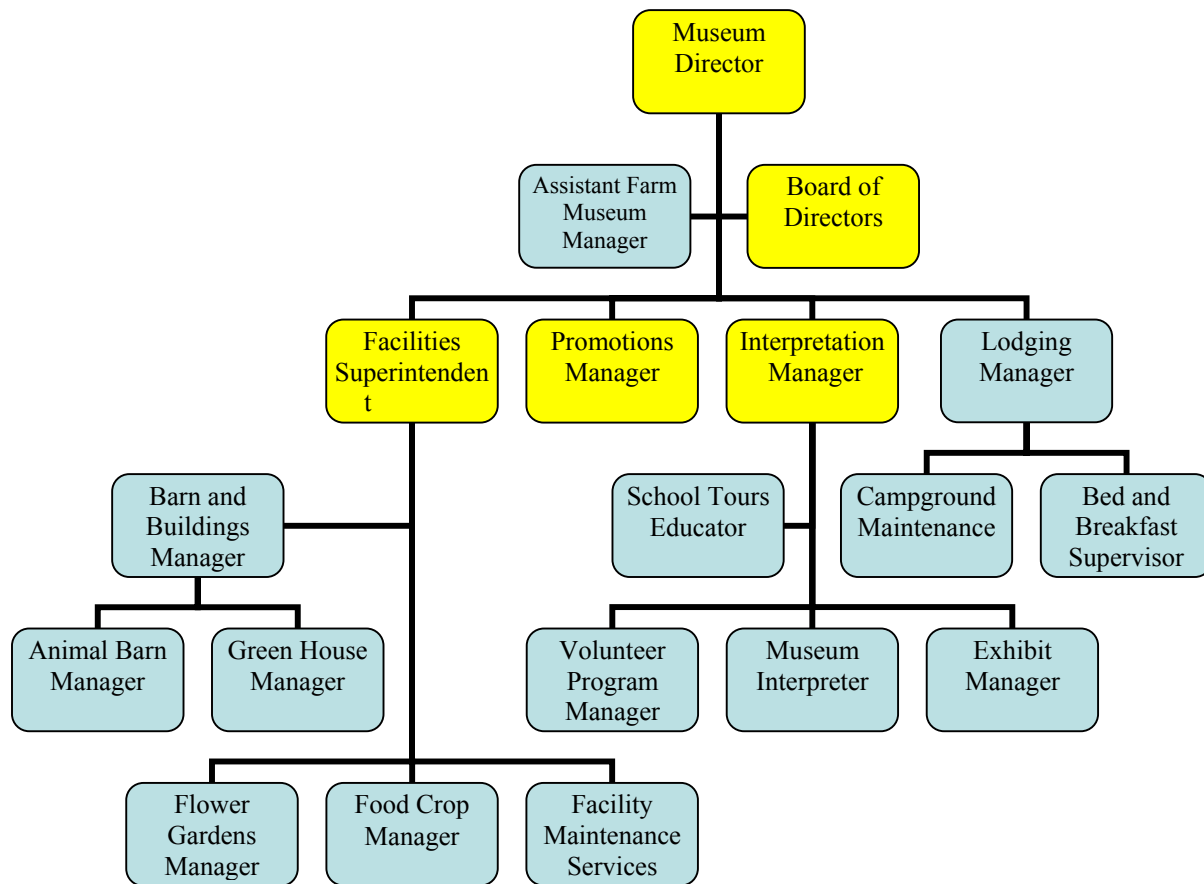 Museum
Director
Assistant Farm
Museum
Manager
Board of
Directors
Facilities
Superintenden
t
Promotions
Manager
Interpretation
Manager
Lodging
Manager
Barn and
Buildings
Manager
School Tours
Educator
Campground
Maintenance
Bed and
Breakfast
Supervisor
Animal Barn
Manager
Green House
Manager
Volunteer
Program
Manager
Museum
Interpreter
Exhibit
Manager
Flower
Gardens
Manager
Food Crop
Manager
Facility
Maintenance
Services